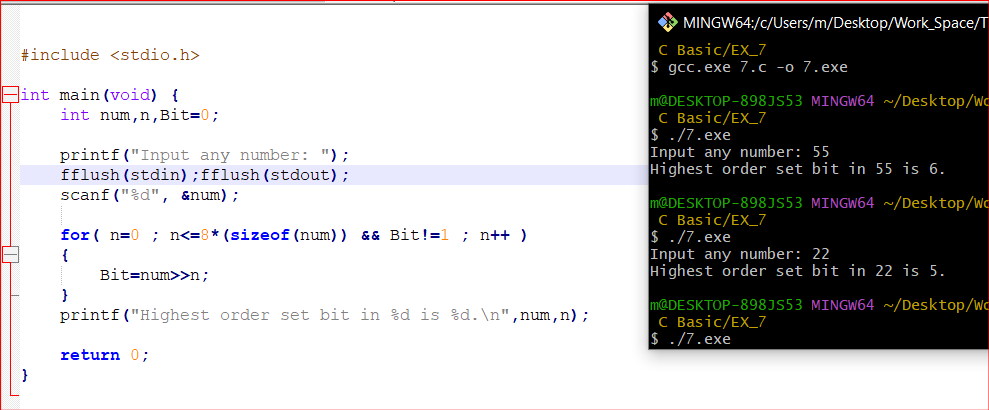 #include <stdio.h>
int main(void) {
int num,n,Bit=0;
printf("Input any number: ");
fflush(stdin);fflush(stdout);
scanf("%d", &num);
for( n=0 ; n<=8*(sizeof(num)) && Bit!=1 ; n++ )
{
Bit=num>>n;
}
printf("Highest order set bit in %d is %d.\n",num,n);
return 0;
}
MINGW64:/c/Users/m/Desktop/Work_Space/T
C Basic/EX_7
$ gcc.exe 7.c -o 7.exe
m@DESKTOP-898JS53 MINGW64 ~/Desktop/Wo
C Basic/EX_7
$ ./7.exe
Input any number: 55
Highest order set bit in 55 is 6.
m@DESKTOP-898JS53 MINGW64 ~/Desktop/Wo
C Basic/EX_7
$ ./7.exe
Input any number: 22
Highest order set bit in 22 is 5.
m@DESKTOP-898JS53 MINGW64 ~/Desktop/Wo
C Basic/EX_7
$ ./7.exe